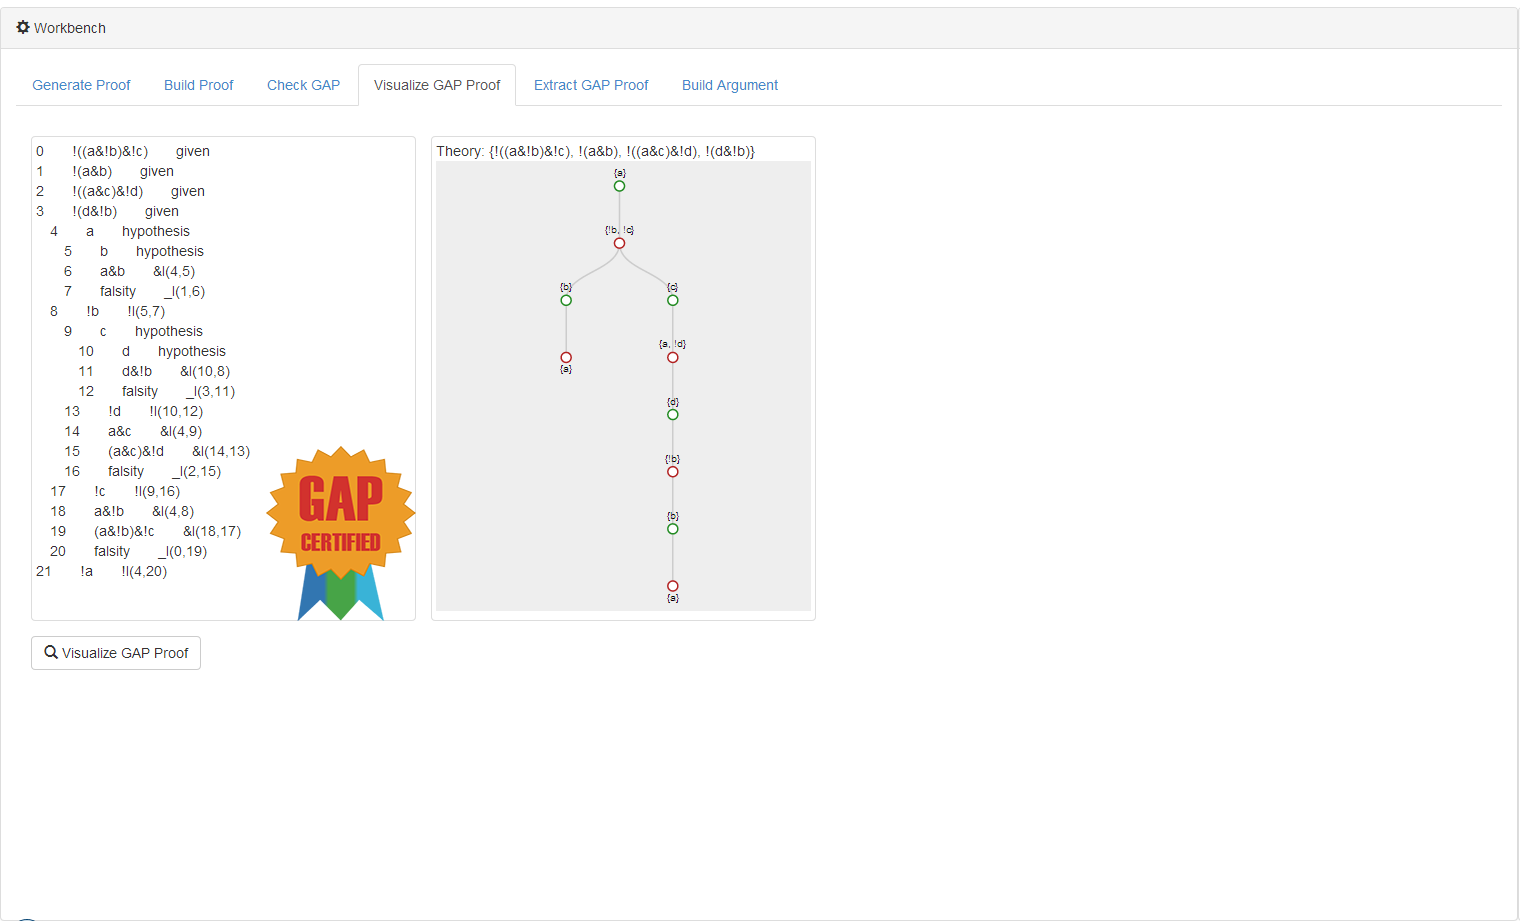 Workbench
Generate Proof Build Proof Check GAP Visualize GAP Proof Extract GAP Proof Build Argument
0 !((a&!b)&!c) given
1 !(a&b) given
2 !((a&c)&!d) given
3 !(d&!b) given
4 a hypothesis
5 b hypothesis
6 a&b &I(4,5)
7 falsity _I(1,6)
8 !b !I(5,7)
9 c hypothesis
10 d hypothesis
11 d&!b &I(10,8)
12 falsity _I(3,11)
13 !d !I(10,12)
14 a&c &I(4,9)
15 (a&c)&!d &I(14,13)
16 falsity _I(2,15)
17 !c !I(9,16)
18 a&!b &I(4,8)
19 (a&!b)&!c &I(18,17)
20 falsity _I(0,19)
21 !a !I(4,20)
GAP
CERTIFIED
Theory: {!((a&!b)&!c), !(a&b), !((a&c)&!d), !(d&!b)}
{a}
{!b, !c}
{b} {c}
{a, !d}
{a}
{d}
{!b}
{b}
{a}
Visualize GAP Proof